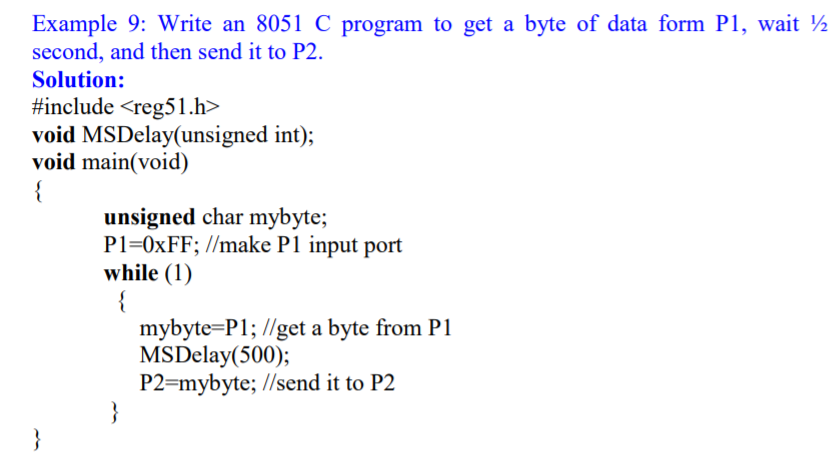 Example 9: Write an 8051 C program to get a byte of data form P1, wait ½
second, and then send it to P2.
Solution:
#include <reg51.h>
void MSDelay(unsigned int);
void main(void)
{
unsigned char mybyte;
P1=0xFF; //make P1 input port
while (1)
{
mybyte=P1; //get a byte from P1
MSDelay(500);
P2=mybyte; //send it to P2
}
}